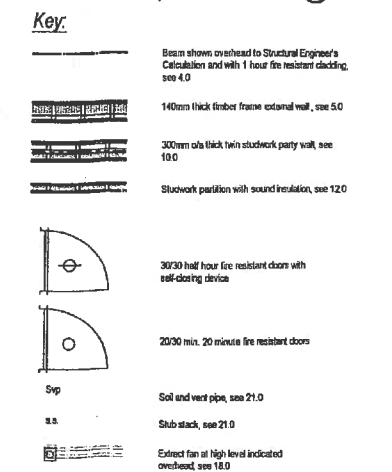 Key:
Beam shown overhead to Structural Engineer's
Calculation and with 1 hour fire resistant cladding,
see 4.0
140mm thick timber frame external wall, see 5.0
300mm o/a thick twin studwork party wall, see
10.0
Studwork partition with sound insulation, see 12.0
30/30 half hour fire resistant doors with
self-closing device
20/30 min. 20 minute fire resistant doors
Svp
Soil and vent pipe, see 21.0
s.s.
Stub stack, see 21.0
Extract fan at high level indicated
overhead, see 18.0